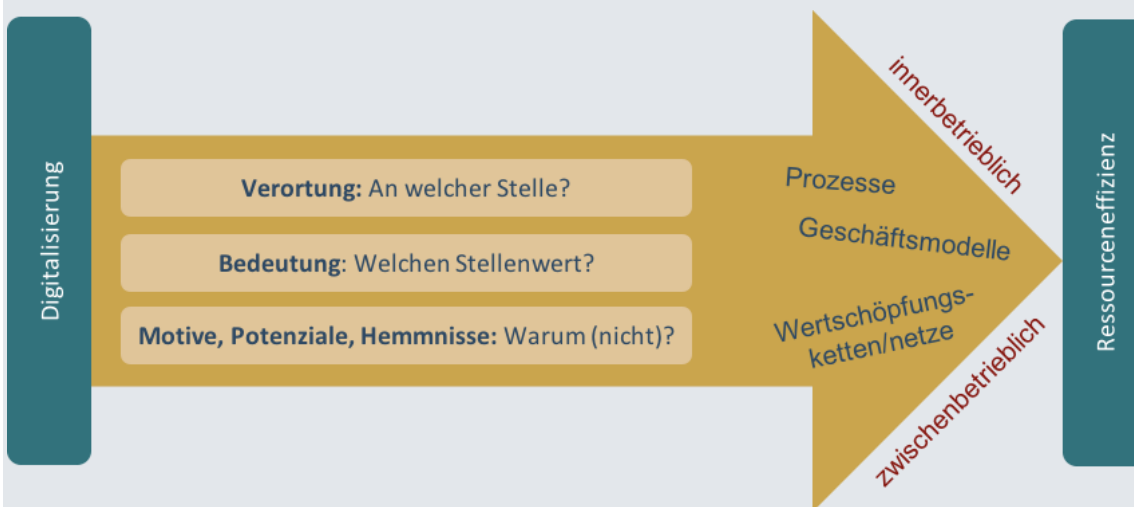 Digitalisierung
Verortung: An welcher Stelle?
Bedeutung: Welchen Stellenwert?
Motive, Potenziale, Hemmnisse: Warum (nicht)?
Prozesse
Geschäftsmodelle
Wertschöpfungs-
ketten/netze
innerbetrieblich
zwischenbetrieblich
Ressourceneffizienz